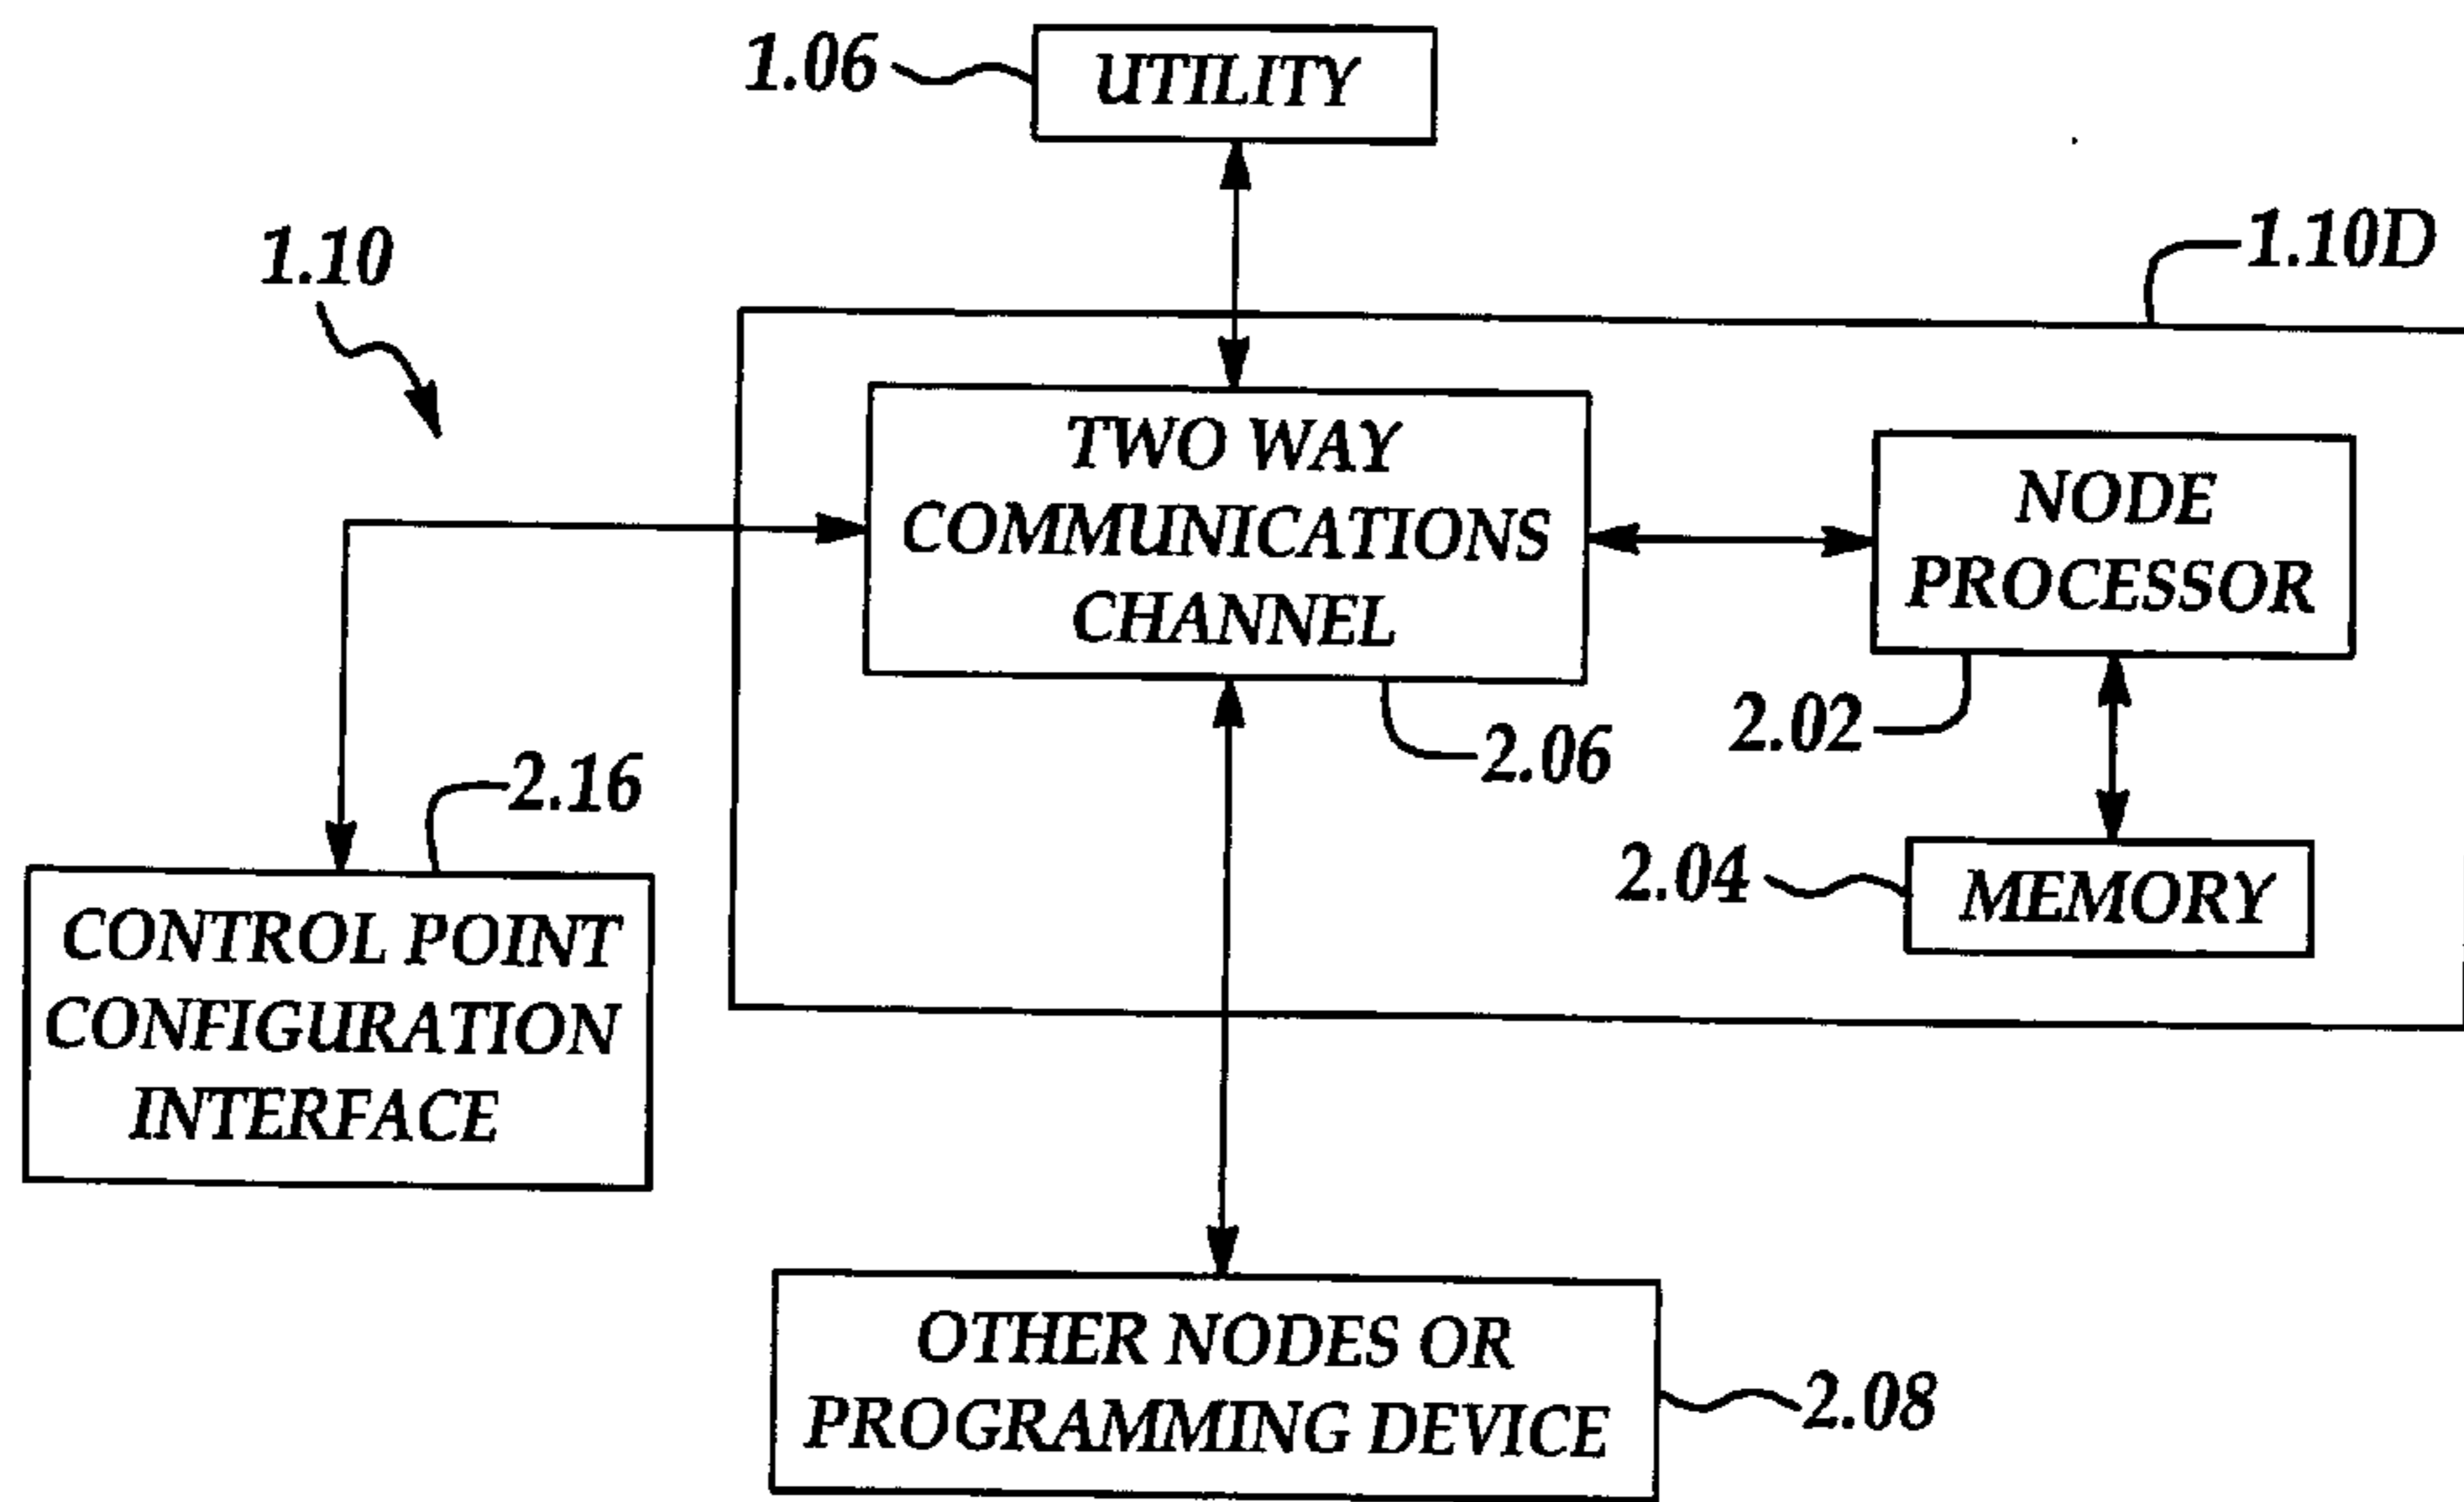 1.06
UTILITY
1.10
1.10D
TWO WAY
COMMUNICATIONS
CHANNEL
NODE
PROCESSOR
2.06
2.02
2.16
2.04
MEMORY
CONTROL POINT
CONFIGURATION
INTERFACE
OTHER NODES OR
PROGRAMMING DEVICE
2.08